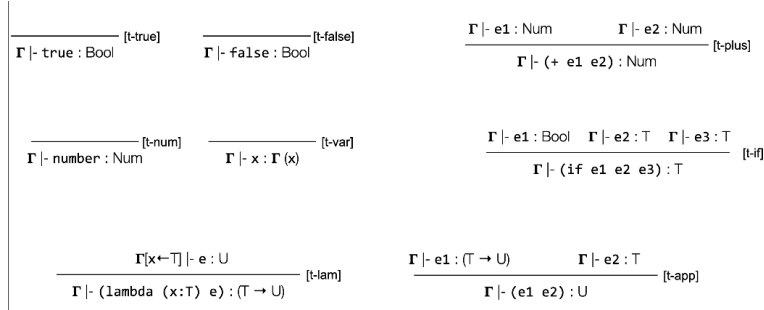 [t-true]
Γ |- true : Bool
[t-false]
Γ |- false : Bool
Γ |- e1 : Num Γ |- e2 : Num
[t-plus]
Γ |- (+ e1 e2) : Num
[t-num]
Γ |- number : Num
[t-var]
Γ |- x : Γ (x)
Γ |- e1 : Bool Γ |- e2 : T Γ |- e3 : T
[t-if]
Γ |- (if e1 e2 e3) : T
Γ[x←T] |- e : U
[t-lam]
Γ |- (lambda (x:T) e) : (T → U)
Γ |- e1 : (T → U) Γ |- e2 : T
[t-app]
Γ |- (e1 e2) : U